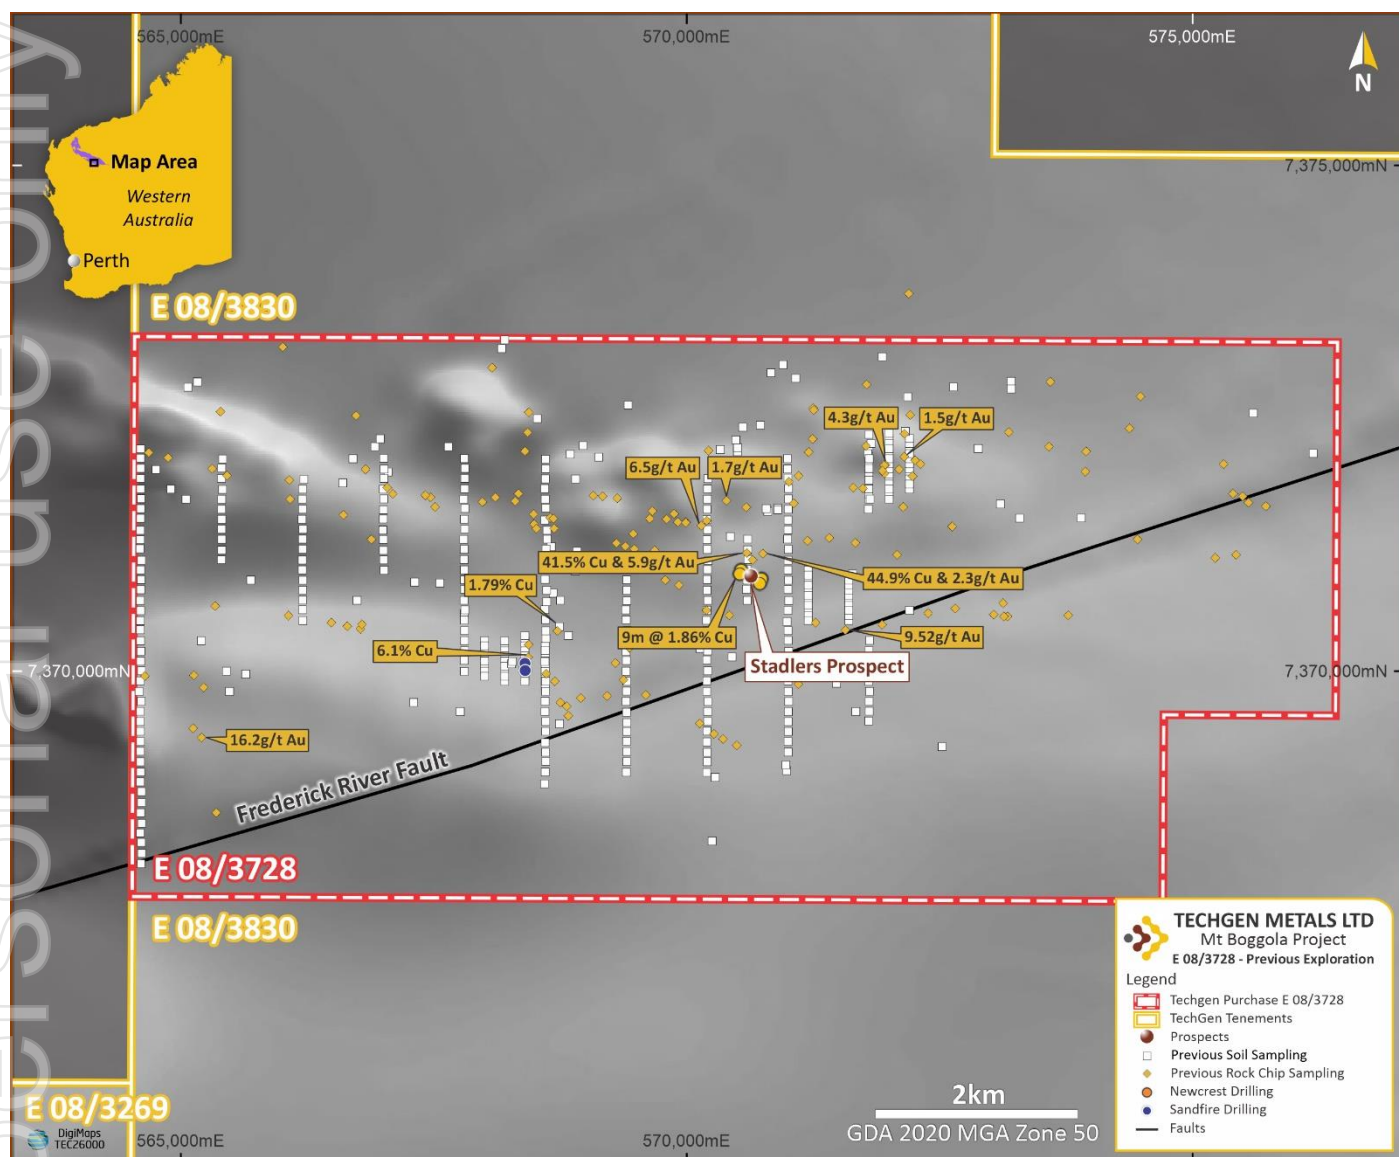 personal use only
565,000mE
570,000mE
575,000mE
N
Map Area
Western
Australia
Perth
7,375,000mN
E 08/3830
4.3g/t Au
1.5g/t Au
6.5g/t Au
1.7g/t Au
41.5% Cu & 5.9g/t Au
44.9% Cu & 2.3g/t Au
1.79% Cu
9m @ 1.86% Cu
9.52g/t Au
6.1% Cu
Stadlers Prospect
7,370,000mN
7,370,000mN
16.2g/t Au
Frederick River Fault
E 08/3728
E 08/3830
TECHGEN METALS LTD
Mt Boggola Project
E 08/3728 - Previous Exploration
Legend
Techgen Purchase E 08/3728
TechGen Tenements
Prospects
Previous Soil Sampling
Previous Rock Chip Sampling
Newcrest Drilling
Sandfire Drilling
Faults
E 08/3269
DigiMaps
TEC26000
565,000mE
570,000mE
2km
GDA 2020 MGA Zone 50